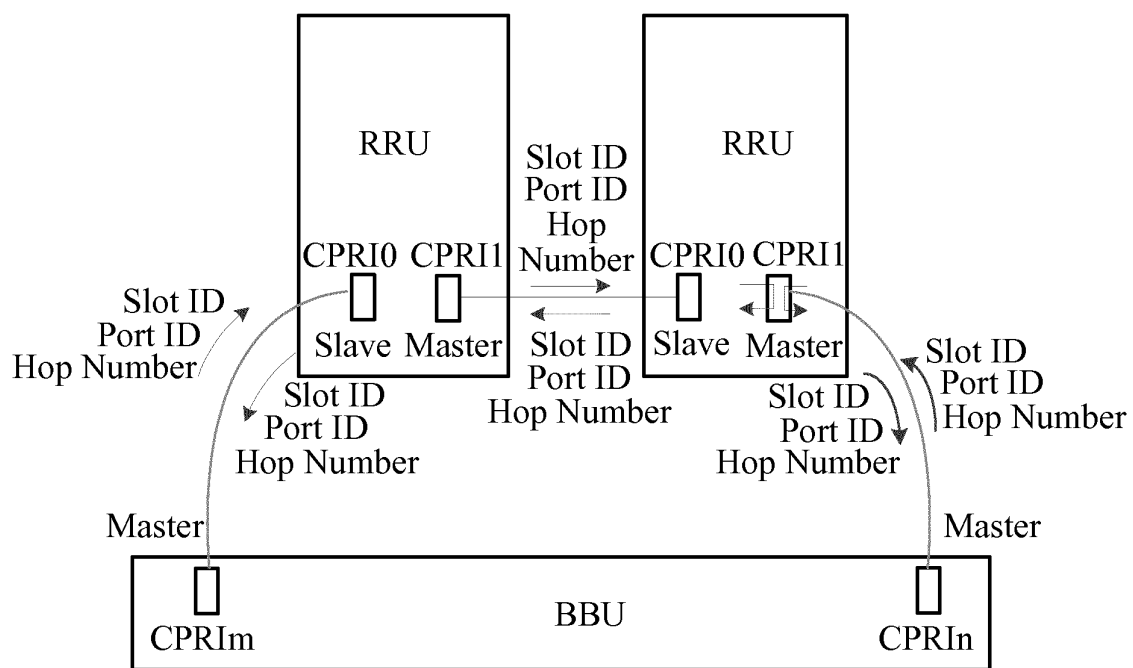 RRU
RRU
Slot ID
Port ID
Hop
Number
CPRI0
CPRI1
CPRI0
CPRI1
Slot ID
Port ID
Hop Number
Slave
Master
Slot ID
Port ID
Hop Number
Slave
Master
Slot ID
Port ID
Hop Number
Slot ID
Port ID
Hop Number
Slot ID
Port ID
Hop Number
Master
Master
BBU
CPRIm
CPRIn